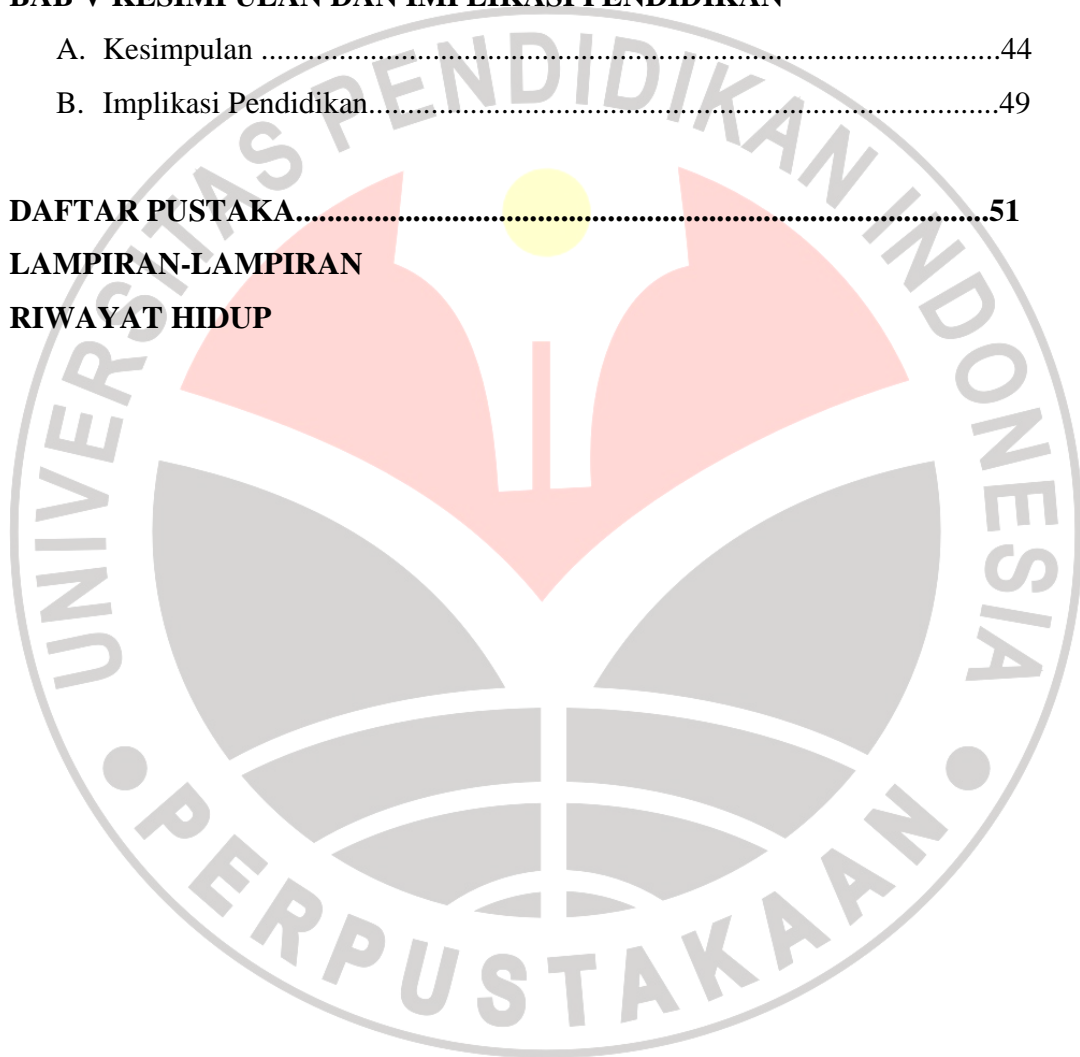 BAB V KESIMPULAN DAN IMPLIKASI PENDIDIKAN
A. Kesimpulan ................................................................................................44
B. Implikasi Pendidikan..................................................................................49
DAFTAR PUSTAKA.........................................................................................51
LAMPIRAN-LAMPIRAN
RIWAYAT HIDUP
UNIVERSITAS PENDIDIKAN INDONESIA
PERPUSTAKAAN